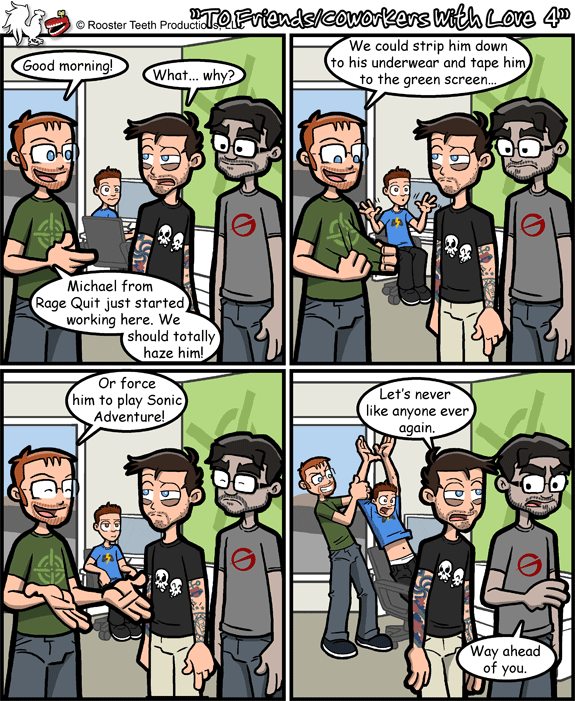 © Rooster Teeth Productions,
"To Friends/Coworkers With Love 4"
Good morning!
What... why?
Michael from
Rage Quit just started
working here. We
should totally
haze him!
We could strip him down
to his underwear and tape him
to the green screen...
Or force
him to play Sonic
Adventure!
Let's never
like anyone ever
again.
Way ahead
of you.